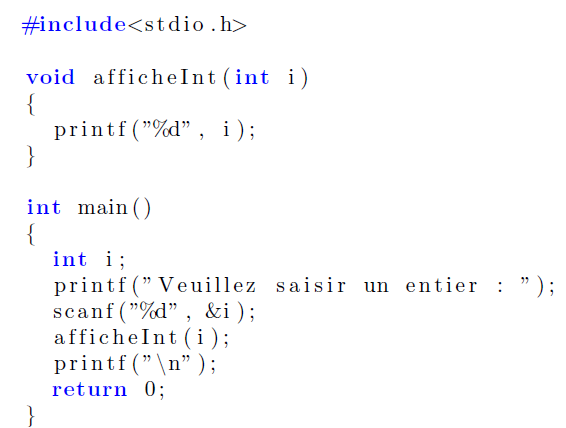 #include<stdio.h>

void afficheInt(int i)
{
  printf("%d", i);
}

int main()
{
  int i;
  printf("Veuillez saisir un entier : ");
  scanf("%d", &i);
  afficheInt(i);
  printf("\n");
  return 0;
}